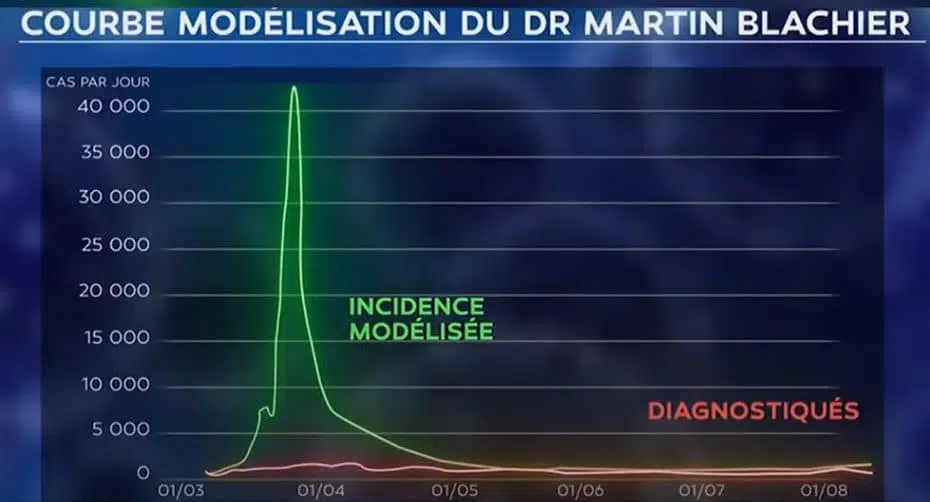 COURBE MODÉLISATION DU DR MARTIN BLACHIER
CAS PAR JOUR
40 000
35 000
30 000
25 000
20 000
15 000
10 000
5 000
0
INCIDENCE
MODÉLISÉE
DIAGNOSTIQUÉS
01/03 01/04 01/05 01/06 01/07 01/08